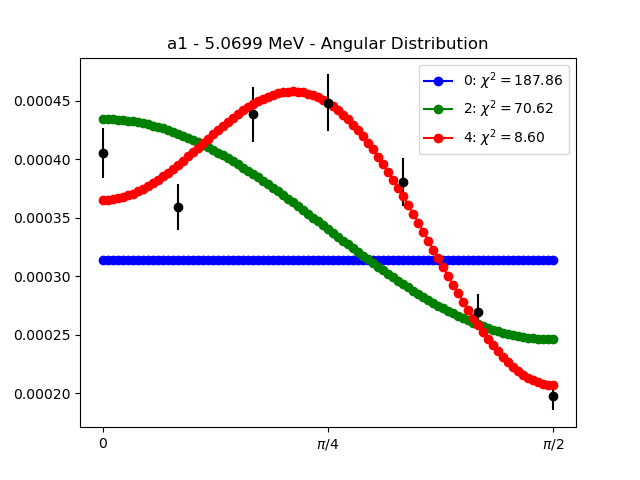 a1 - 5.0699 MeV - Angular Distribution
0: χ² = 187.86
2: χ² = 70.62
4: χ² = 8.60
0.00045
0.00040
0.00035
0.00030
0.00025
0.00020
0 π/4 π/2